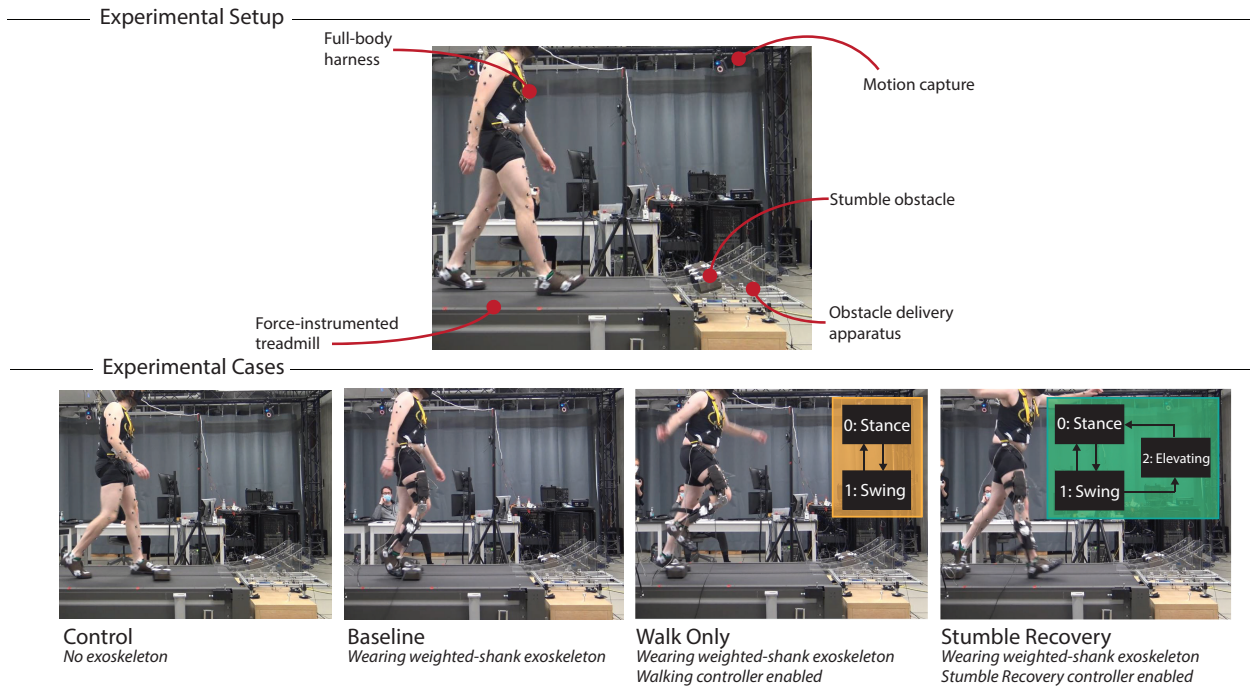 Experimental Setup
Full-body
harness
Motion capture
Stumble obstacle
Force-instrumented
treadmill
Obstacle delivery
apparatus
Experimental Cases
0: Stance
1: Swing
0: Stance
2: Elevating
1: Swing
Control
No exoskeleton
Baseline
Wearing weighted-shank exoskeleton
Walk Only
Wearing weighted-shank exoskeleton
Walking controller enabled
Stumble Recovery
Wearing weighted-shank exoskeleton
Stumble Recovery controller enabled